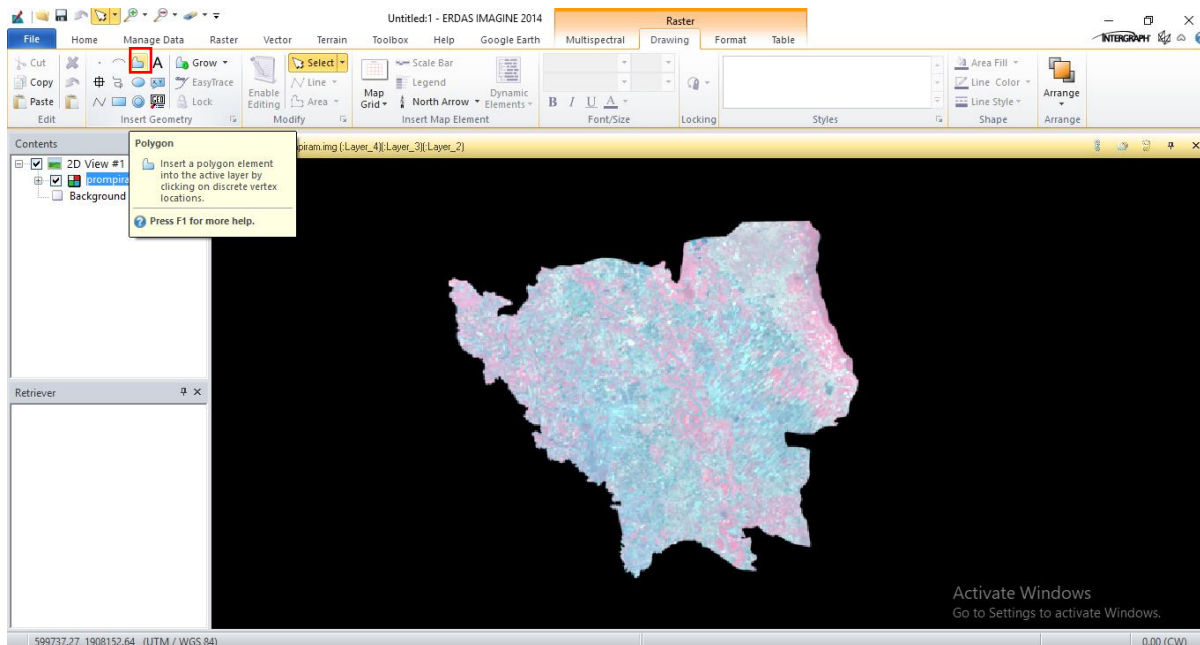 Untitled:1 - ERDAS IMAGINE 2014
Raster
File Home Manage Data Raster Vector Terrain Toolbox Help Google Earth Multispectral Drawing Format Table
INTERGRAPH
Cut A Grow Select Scale Bar Area Fill
Copy EasyTrace Enable Editing Line Map Grid Legend Dynamic Elements Line Color Arrange
Paste Lock Area North Arrow B I U A Line Style
Edit Insert Geometry Modify Insert Map Element Font/Size Locking Styles Shape Arrange
Contents
piram.img (:Layer_4)(:Layer_3)(:Layer_2)
2D View #1
prompira
Background
Polygon
Insert a polygon element
into the active layer by
clicking on discrete vertex
locations.
Press F1 for more help.
Retriever
Activate Windows
Go to Settings to activate Windows.
599737.27, 1908152.64 (UTM / WGS 84)
0.00 (CW)